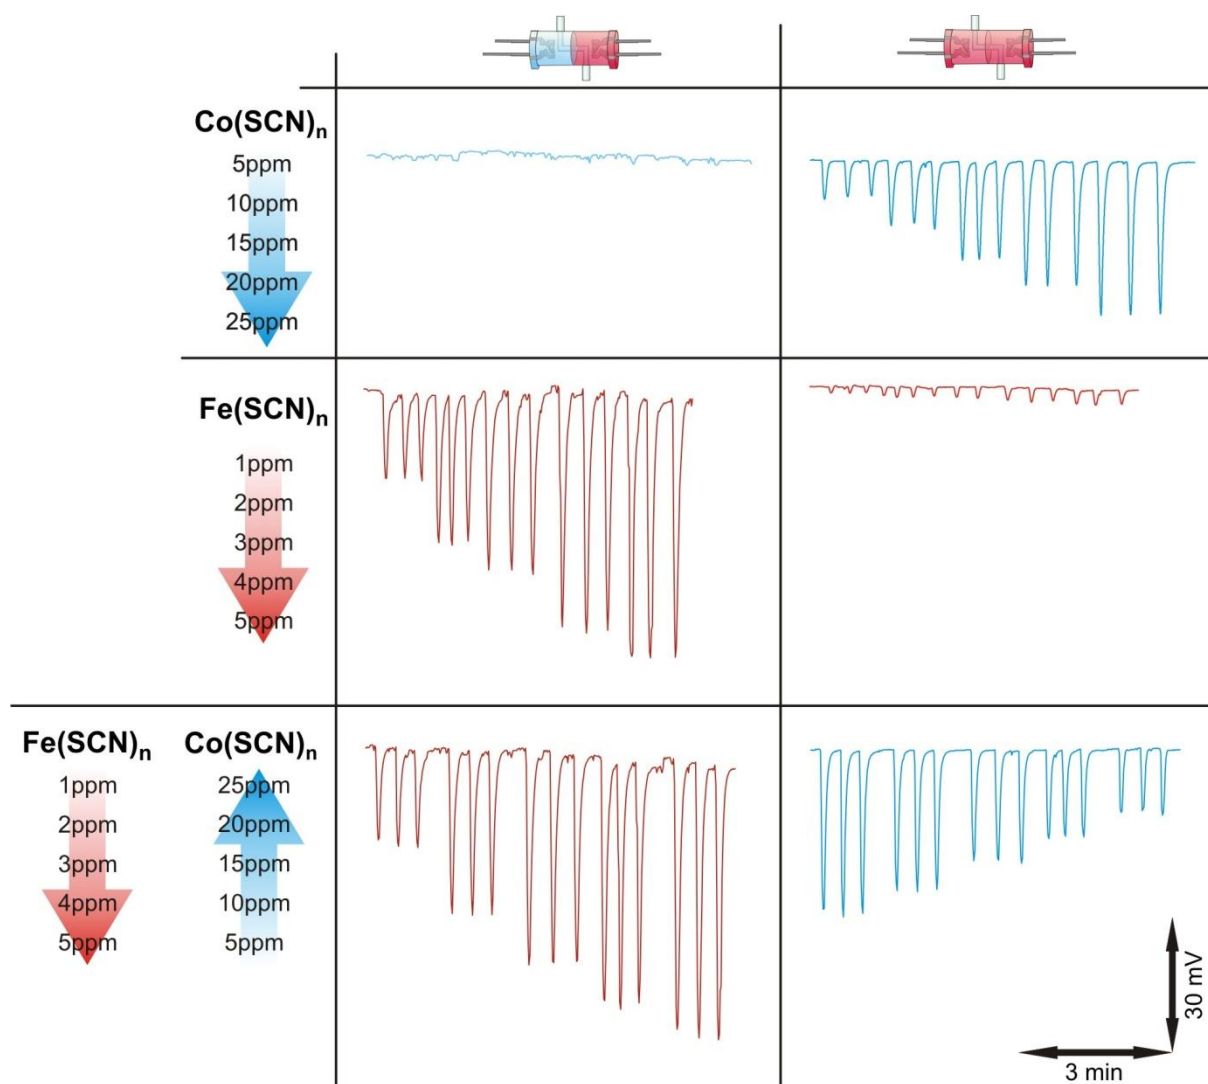 Co(SCN)n
5ppm
10ppm
15ppm
20ppm
25ppm
Fe(SCN)n
1ppm
2ppm
3ppm
4ppm
5ppm
Fe(SCN)n Co(SCN)n
1ppm 25ppm
2ppm 20ppm
3ppm 15ppm
4ppm 10ppm
5ppm 5ppm
30 mV
3 min